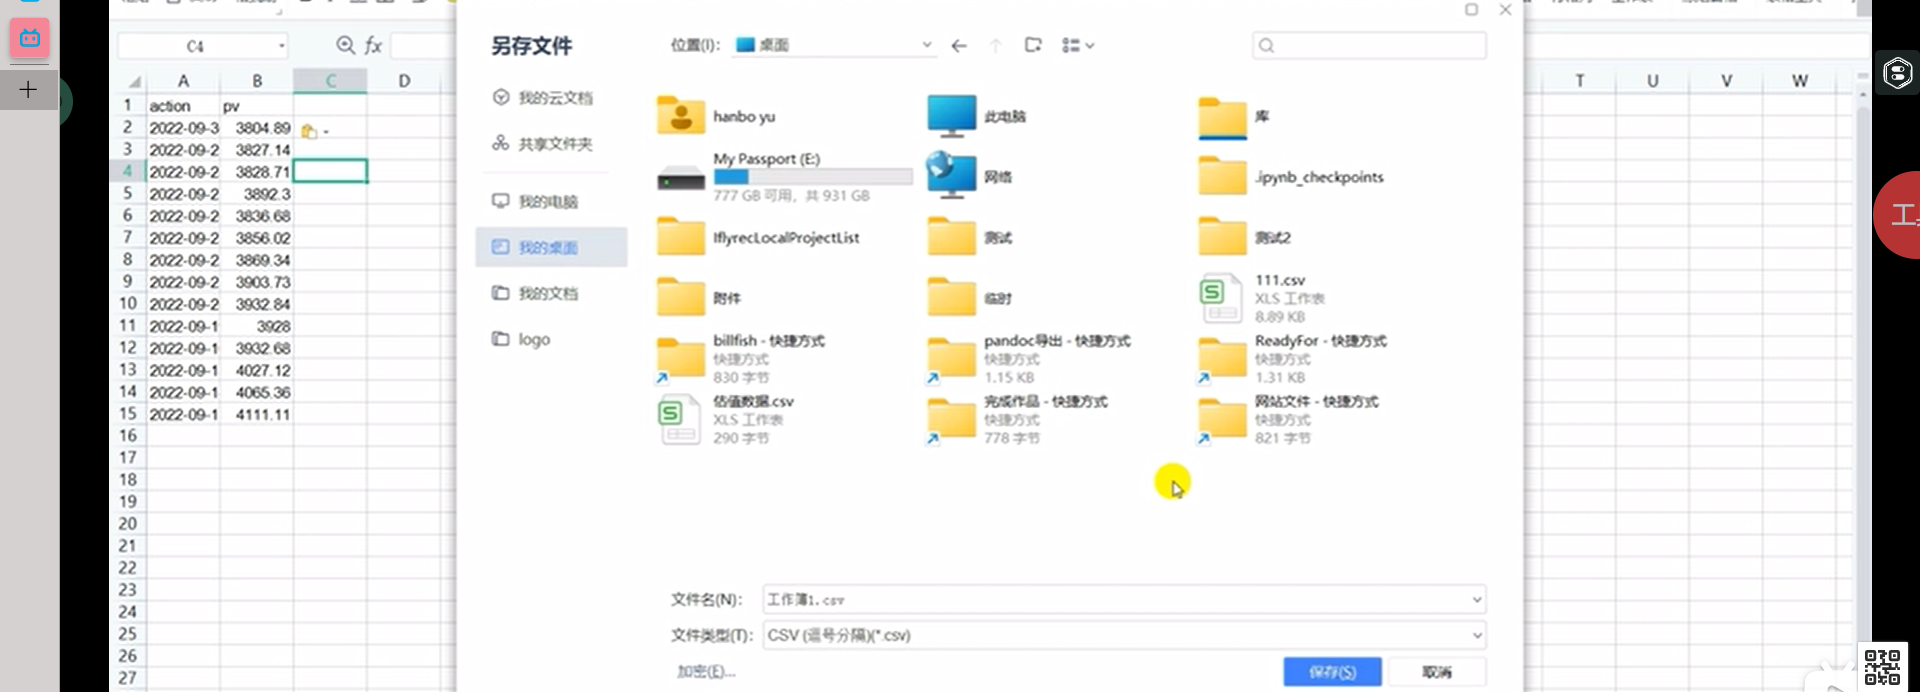 C4
fx
A B C D
T U V W
1 action pv
2 2022-09-3 3804.89
3 2022-09-2 3827.14
4 2022-09-2 3828.71
5 2022-09-2 3892.3
6 2022-09-2 3836.68
7 2022-09-2 3856.02
8 2022-09-2 3869.34
9 2022-09-2 3903.73
10 2022-09-2 3932.84
11 2022-09-1 3928
12 2022-09-1 3932.68
13 2022-09-1 4027.12
14 2022-09-1 4065.36
15 2022-09-1 4111.11
16
17
18
19
20
21
22
23
24
25
26
27
另存文件
位置(I): 桌面
我的云文档
共享文件夹
我的电脑
我的桌面
我的文档
logo
hanbo yu
此电脑
库
My Passport (E:)
777 GB 可用, 共 931 GB
网络
.ipynb_checkpoints
IflyrecLocalProjectList
测试
测试2
附件
临时
111.csv
XLS 工作表
8.89 KB
billfish - 快捷方式
快捷方式
830 字节
pandoc导出 - 快捷方式
快捷方式
1.15 KB
ReadyFor - 快捷方式
快捷方式
1.31 KB
估值数据.csv
XLS 工作表
290 字节
完成作品 - 快捷方式
快捷方式
778 字节
网站文件 - 快捷方式
快捷方式
821 字节
文件名(N): 工作簿1.csv
文件类型(T): CSV (逗号分隔)(*.csv)
加密(E)...
保存(S)
取消